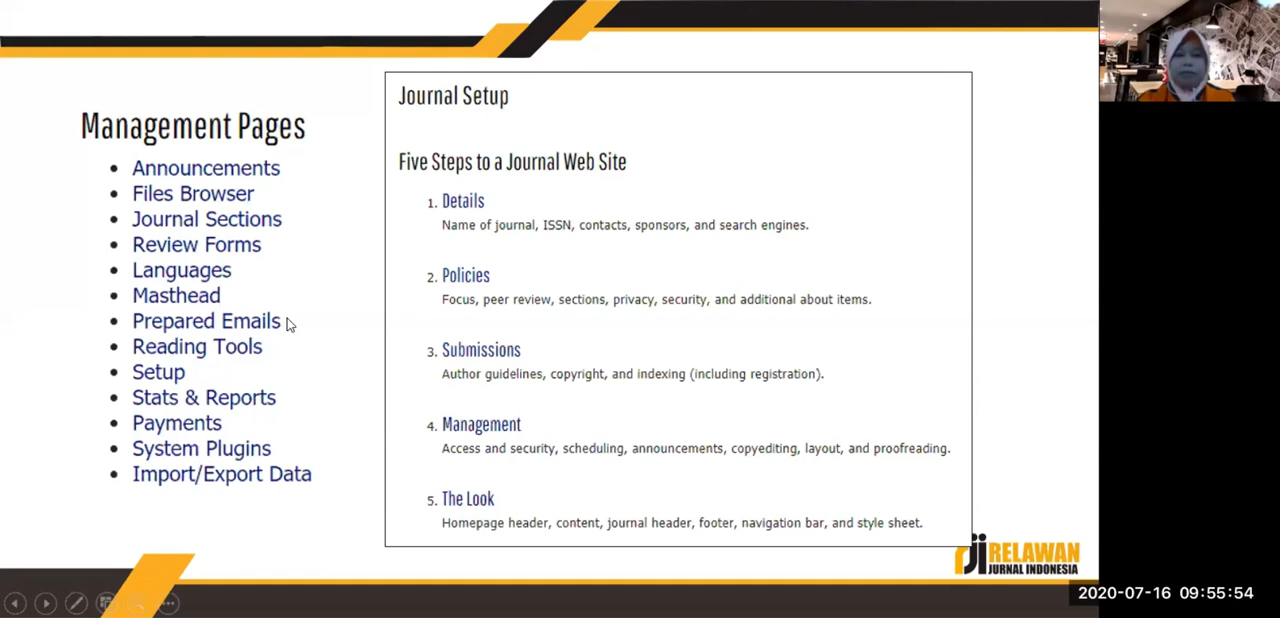 Management Pages
Announcements
Files Browser
Journal Sections
Review Forms
Languages
Masthead
Prepared Emails
Reading Tools
Setup
Stats & Reports
Payments
System Plugins
Import/Export Data
Journal Setup
Five Steps to a Journal Web Site
1. Details
Name of journal, ISSN, contacts, sponsors, and search engines.
2. Policies
Focus, peer review, sections, privacy, security, and additional about items.
3. Submissions
Author guidelines, copyright, and indexing (including registration).
4. Management
Access and security, scheduling, announcements, copyediting, layout, and proofreading.
5. The Look
Homepage header, content, journal header, footer, navigation bar, and style sheet.
rji RELAWAN
JURNAL INDONESIA
2020-07-16 09:55:54